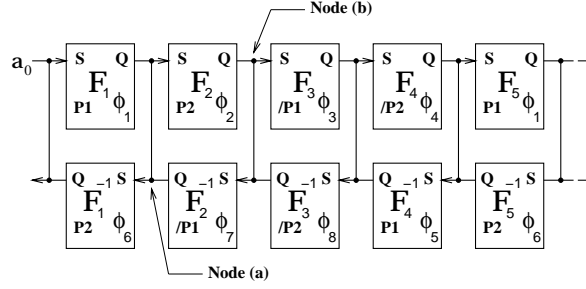 Node (b)
a₀ S Q S Q S Q S Q S Q
F₁ F₂ F₃ F₄ F₅
P1 ϕ₁ P2 ϕ₂ /P1 ϕ₃ /P2 ϕ₄ P1 ϕ₁
Q S Q S Q S Q S Q S
F₁⁻¹ F₂⁻¹ F₃⁻¹ F₄⁻¹ F₅⁻¹
P2 ϕ₆ /P1 ϕ₇ /P2 ϕ₈ P1 ϕ₅ P2 ϕ₆
Node (a)